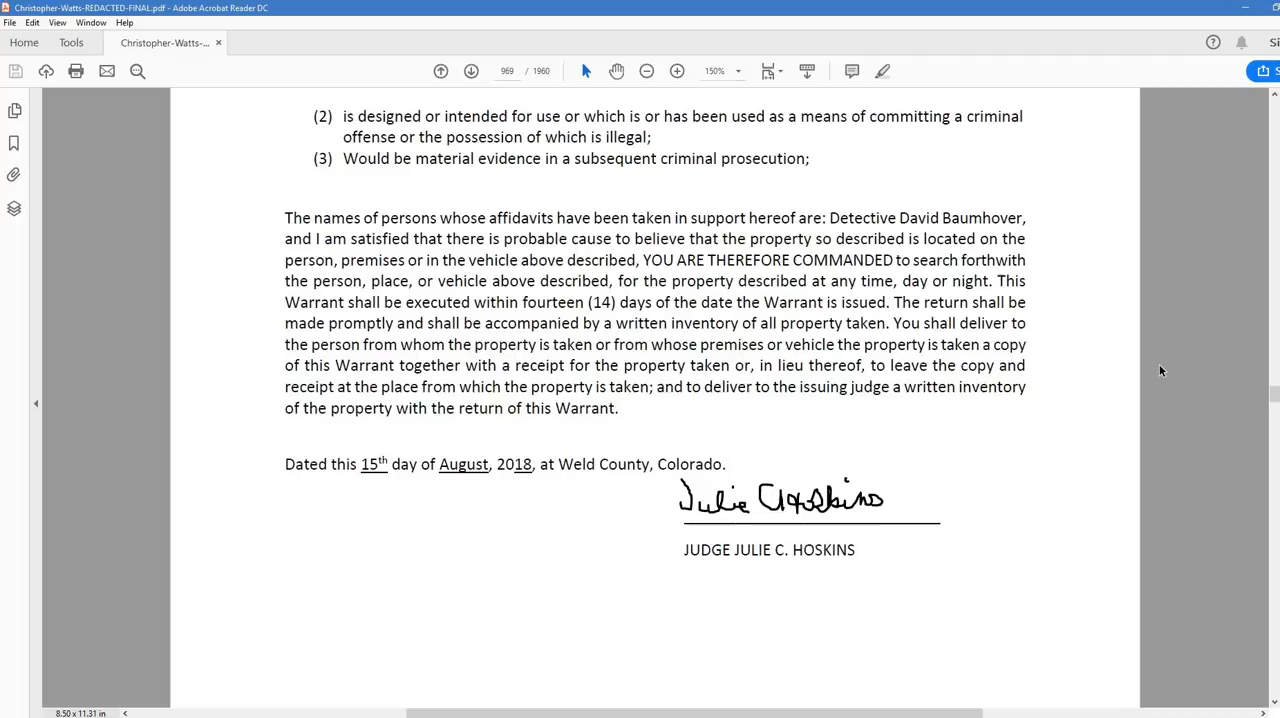 Christopher-Watts-REDACTED-FINAL.pdf - Adobe Acrobat Reader DC
File Edit View Window Help
Home Tools Christopher-Watts-... ×
969 / 1960 150%
(2) is designed or intended for use or which is or has been used as a means of committing a criminal
offense or the possession of which is illegal;
(3) Would be material evidence in a subsequent criminal prosecution;
The names of persons whose affidavits have been taken in support hereof are: Detective David Baumhover,
and I am satisfied that there is probable cause to believe that the property so described is located on the
person, premises or in the vehicle above described, YOU ARE THEREFORE COMMANDED to search forthwith
the person, place, or vehicle above described, for the property described at any time, day or night. This
Warrant shall be executed within fourteen (14) days of the date the Warrant is issued. The return shall be
made promptly and shall be accompanied by a written inventory of all property taken. You shall deliver to
the person from whom the property is taken or from whose premises or vehicle the property is taken a copy
of this Warrant together with a receipt for the property taken or, in lieu thereof, to leave the copy and
receipt at the place from which the property is taken; and to deliver to the issuing judge a written inventory
of the property with the return of this Warrant.
Dated this 15th day of August, 2018, at Weld County, Colorado.
Julie C Hoskins
JUDGE JULIE C. HOSKINS
8.50 x 11.31 in